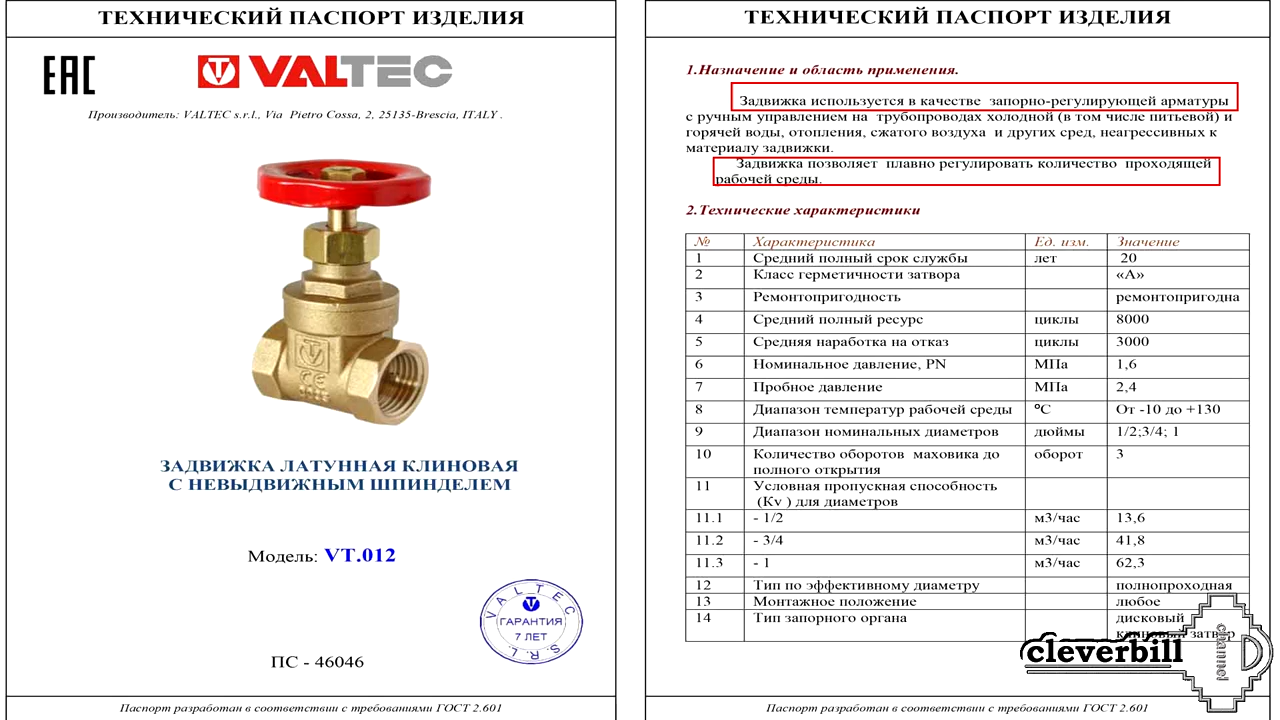 ТЕХНИЧЕСКИЙ ПАСПОРТ ИЗДЕЛИЯ
EAC
VALTEC
Производитель: VALTEC s.r.l., Via Pietro Cossa, 2, 25135-Brescia, ITALY .
CE
ЗАДВИЖКА ЛАТУННАЯ КЛИНОВАЯ
С НЕВЫДВИЖНЫМ ШПИНДЕЛЕМ
Модель: VT.012
VALTEC
ГАРАНТИЯ
7 ЛЕТ
S.R.L.
ПС - 46046
Паспорт разработан в соответствии с требованиями ГОСТ 2.601
ТЕХНИЧЕСКИЙ ПАСПОРТ ИЗДЕЛИЯ
1.Назначение и область применения.
Задвижка используется в качестве запорно-регулирующей арматуры
с ручным управлением на трубопроводах холодной (в том числе питьевой) и
горячей воды, отопления, сжатого воздуха и других сред, неагрессивных к
материалу задвижки.
Задвижка позволяет плавно регулировать количество проходящей
рабочей среды.
2.Технические характеристики
№ Характеристика Ед. изм. Значение
1 Средний полный срок службы лет 20
2 Класс герметичности затвора «А»
3 Ремонтопригодность ремонтопригодна
4 Средний полный ресурс циклы 8000
5 Средняя наработка на отказ циклы 3000
6 Номинальное давление, PN МПа 1,6
7 Пробное давление МПа 2,4
8 Диапазон температур рабочей среды °С От -10 до +130
9 Диапазон номинальных диаметров дюймы 1/2;3/4; 1
10 Количество оборотов маховика до оборот 3
полного открытия
11 Условная пропускная способность
(Kv ) для диаметров
11.1 - 1/2 м3/час 13,6
11.2 - 3/4 м3/час 41,8
11.3 - 1 м3/час 62,3
12 Тип по эффективному диаметру полнопроходная
13 Монтажное положение любое
14 Тип запорного органа дисковый
клиновый затвор
cleverbill
channel
Паспорт разработан в соответствии с требованиями ГОСТ 2.601